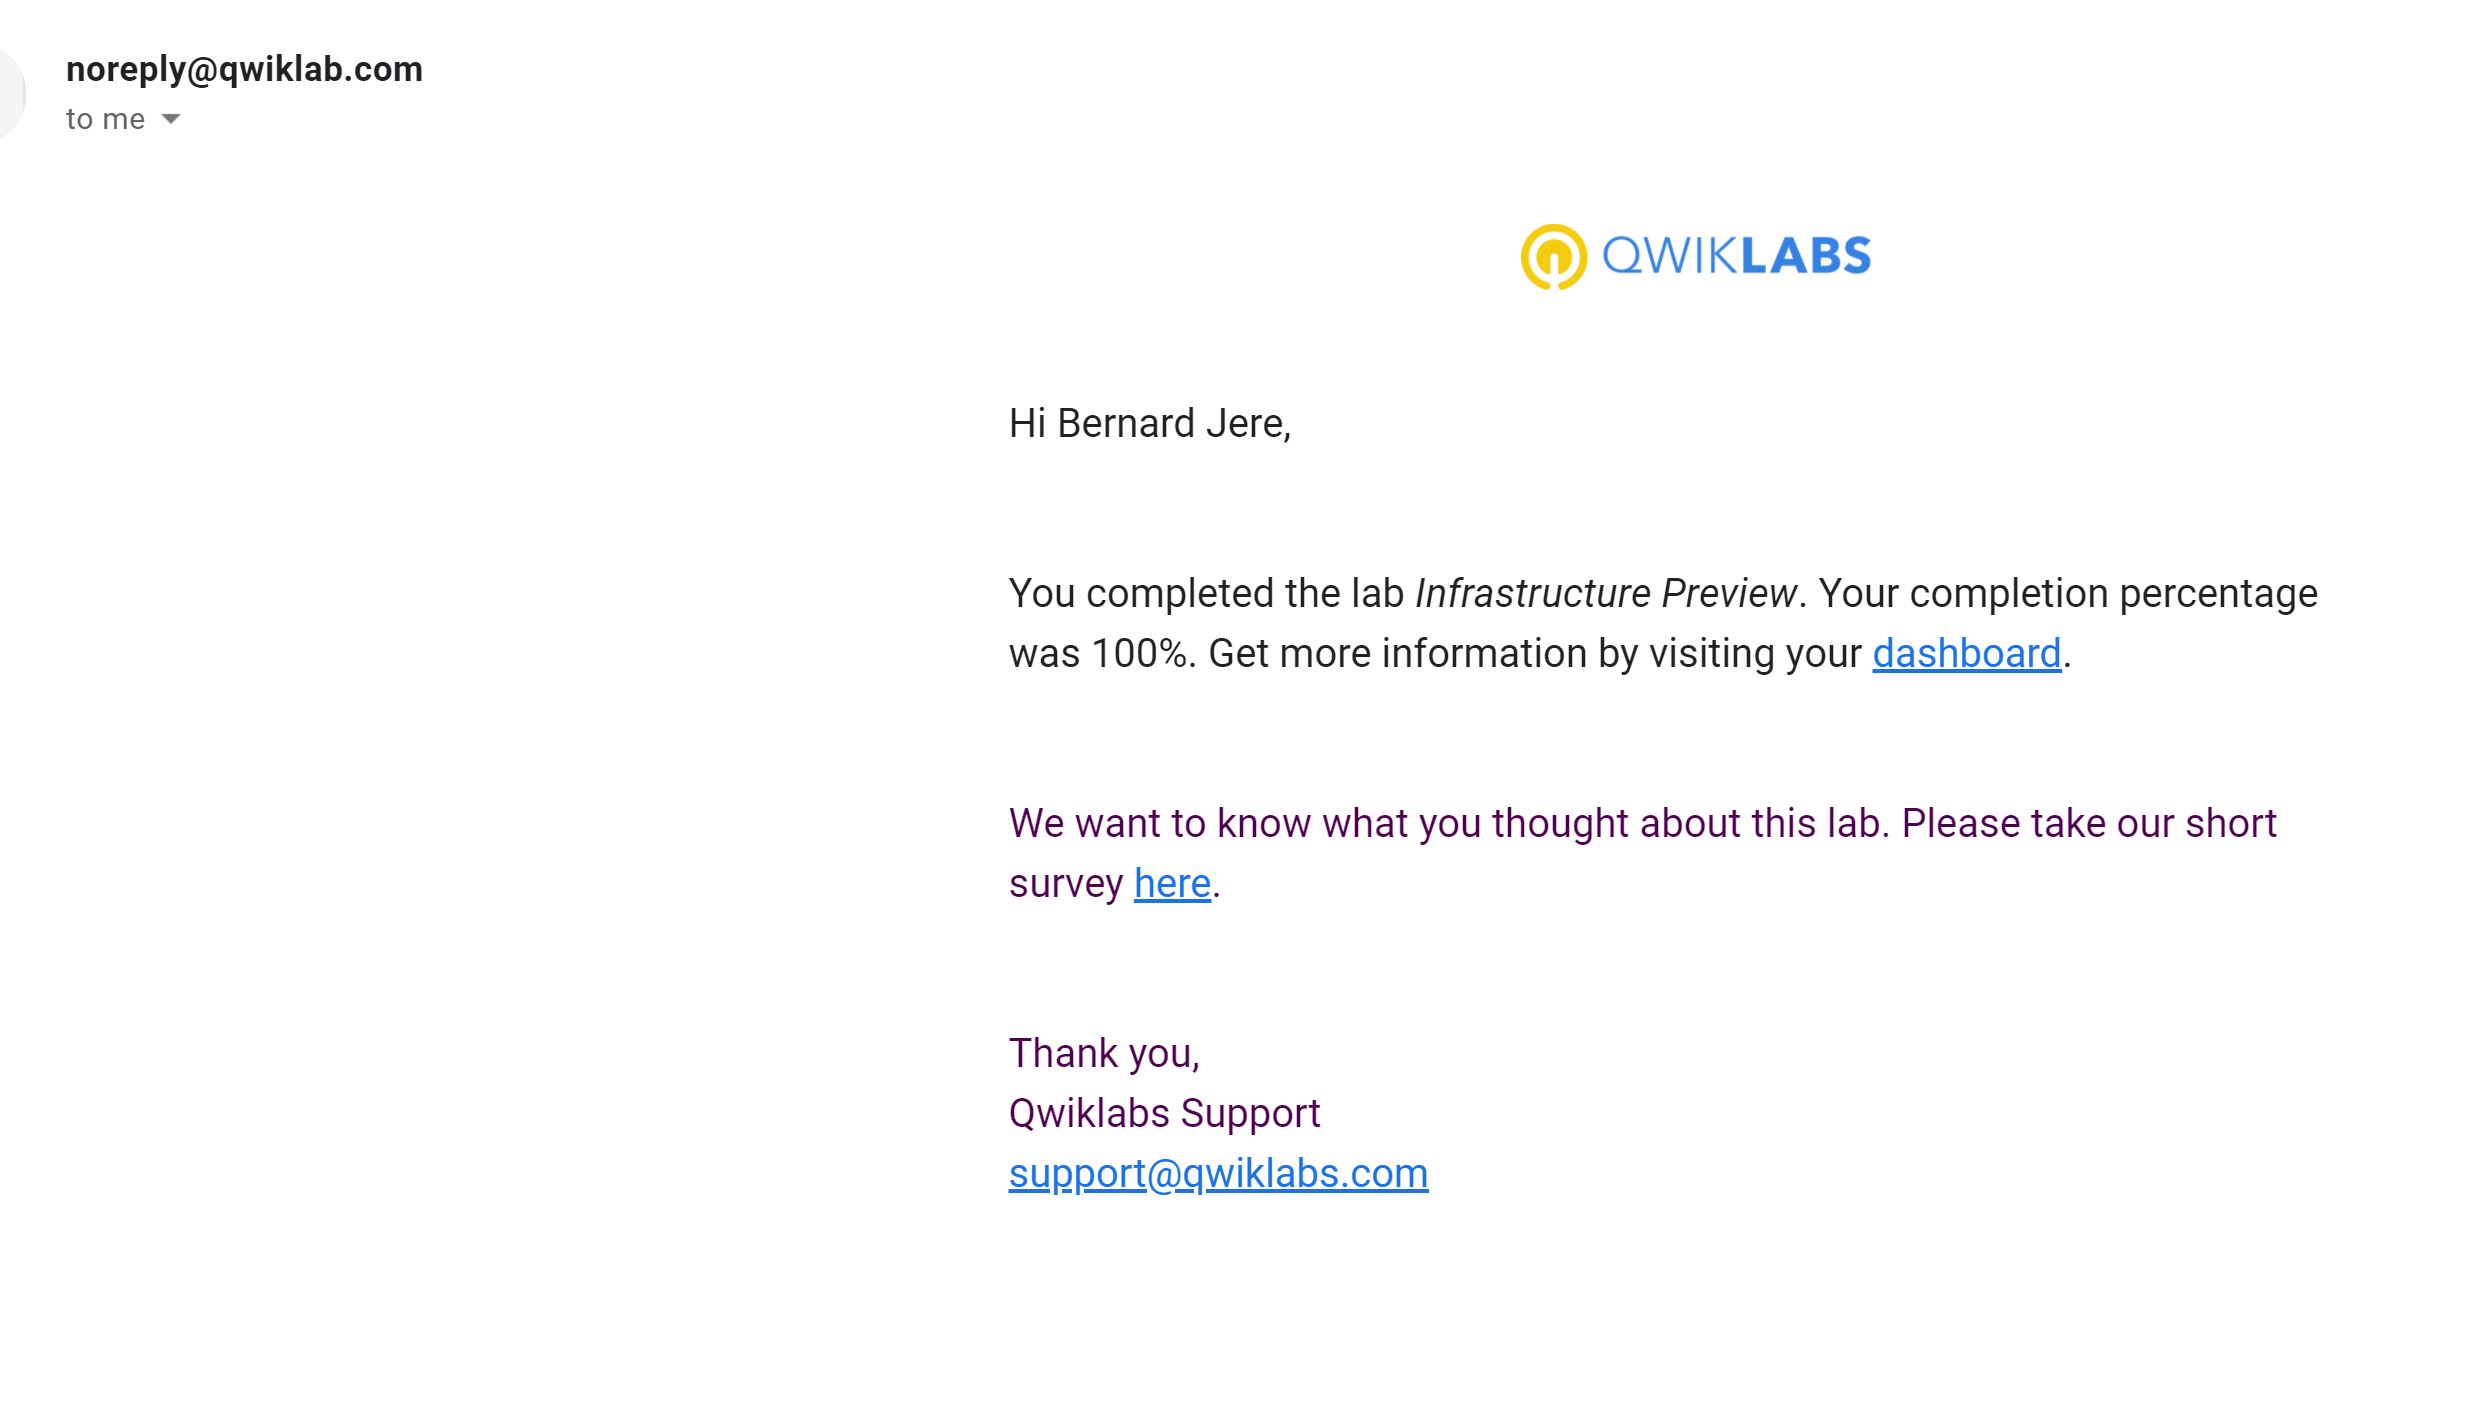 noreply@qwiklab.com
to me
QWIKLABS
Hi Bernard Jere,
You completed the lab Infrastructure Preview. Your completion percentage
was 100%. Get more information by visiting your dashboard.
We want to know what you thought about this lab. Please take our short
survey here.
Thank you,
Qwiklabs Support
support@qwiklabs.com